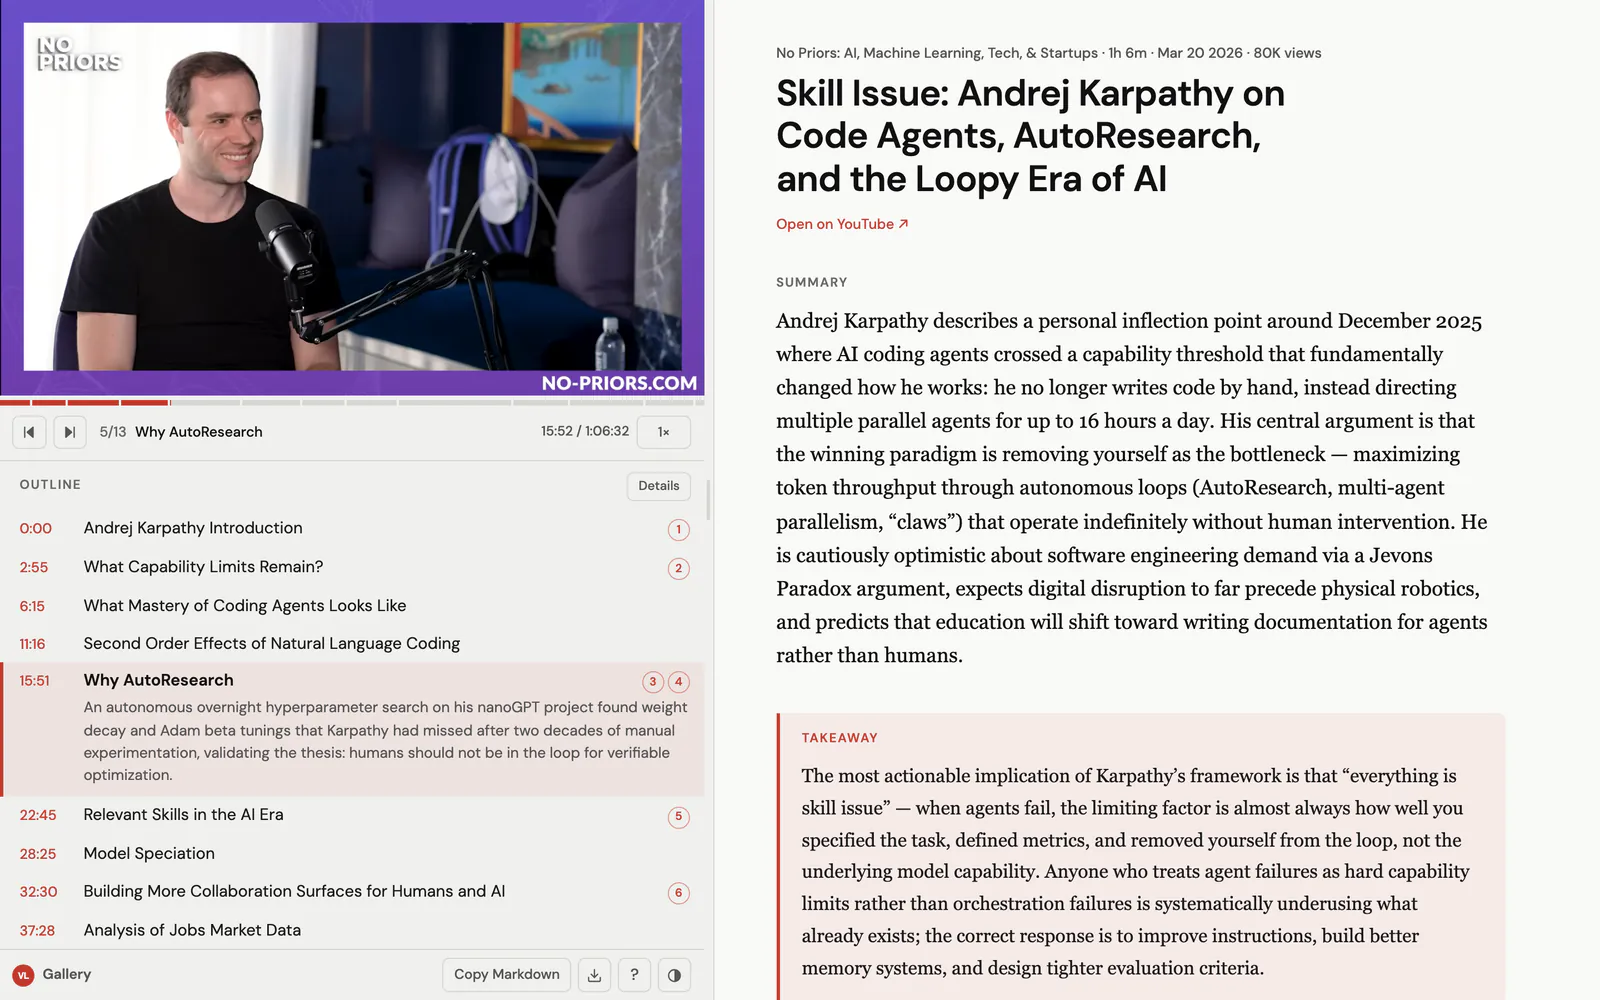 NO
PRIORS
NO-PRIORS.COM
5/13 Why AutoResearch
15:52 / 1:06:32
1×
OUTLINE
Details
0:00 Andrej Karpathy Introduction 1
2:55 What Capability Limits Remain? 2
6:15 What Mastery of Coding Agents Looks Like
11:16 Second Order Effects of Natural Language Coding
15:51 Why AutoResearch 3 4
An autonomous overnight hyperparameter search on his nanoGPT project found weight
decay and Adam beta tunings that Karpathy had missed after two decades of manual
experimentation, validating the thesis: humans should not be in the loop for verifiable
optimization.
22:45 Relevant Skills in the AI Era 5
28:25 Model Speciation
32:30 Building More Collaboration Surfaces for Humans and AI 6
37:28 Analysis of Jobs Market Data
VL Gallery
Copy Markdown
?
No Priors: AI, Machine Learning, Tech, & Startups · 1h 6m · Mar 20 2026 · 80K views
Skill Issue: Andrej Karpathy on
Code Agents, AutoResearch,
and the Loopy Era of AI
Open on YouTube ↗
SUMMARY
Andrej Karpathy describes a personal inflection point around December 2025
where AI coding agents crossed a capability threshold that fundamentally
changed how he works: he no longer writes code by hand, instead directing
multiple parallel agents for up to 16 hours a day. His central argument is that
the winning paradigm is removing yourself as the bottleneck — maximizing
token throughput through autonomous loops (AutoResearch, multi-agent
parallelism, “claws”) that operate indefinitely without human intervention. He
is cautiously optimistic about software engineering demand via a Jevons
Paradox argument, expects digital disruption to far precede physical robotics,
and predicts that education will shift toward writing documentation for agents
rather than humans.
TAKEAWAY
The most actionable implication of Karpathy’s framework is that “everything is
skill issue” — when agents fail, the limiting factor is almost always how well you
specified the task, defined metrics, and removed yourself from the loop, not the
underlying model capability. Anyone who treats agent failures as hard capability
limits rather than orchestration failures is systematically underusing what
already exists; the correct response is to improve instructions, build better
memory systems, and design tighter evaluation criteria.